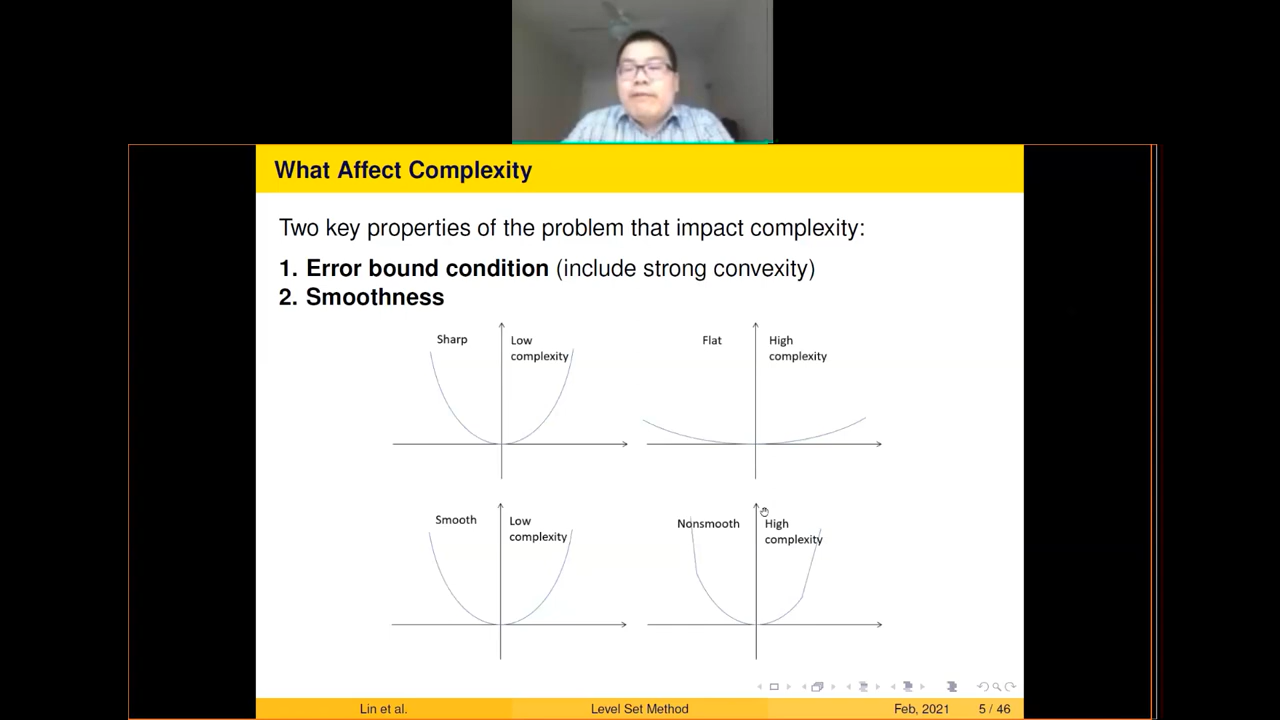 What Affect Complexity
Two key properties of the problem that impact complexity:
1. Error bound condition (include strong convexity)
2. Smoothness
Sharp
Low
complexity
Flat
High
complexity
Smooth
Low
complexity
Nonsmooth
High
complexity
Lin et al.
Level Set Method
Feb, 2021
5 / 46